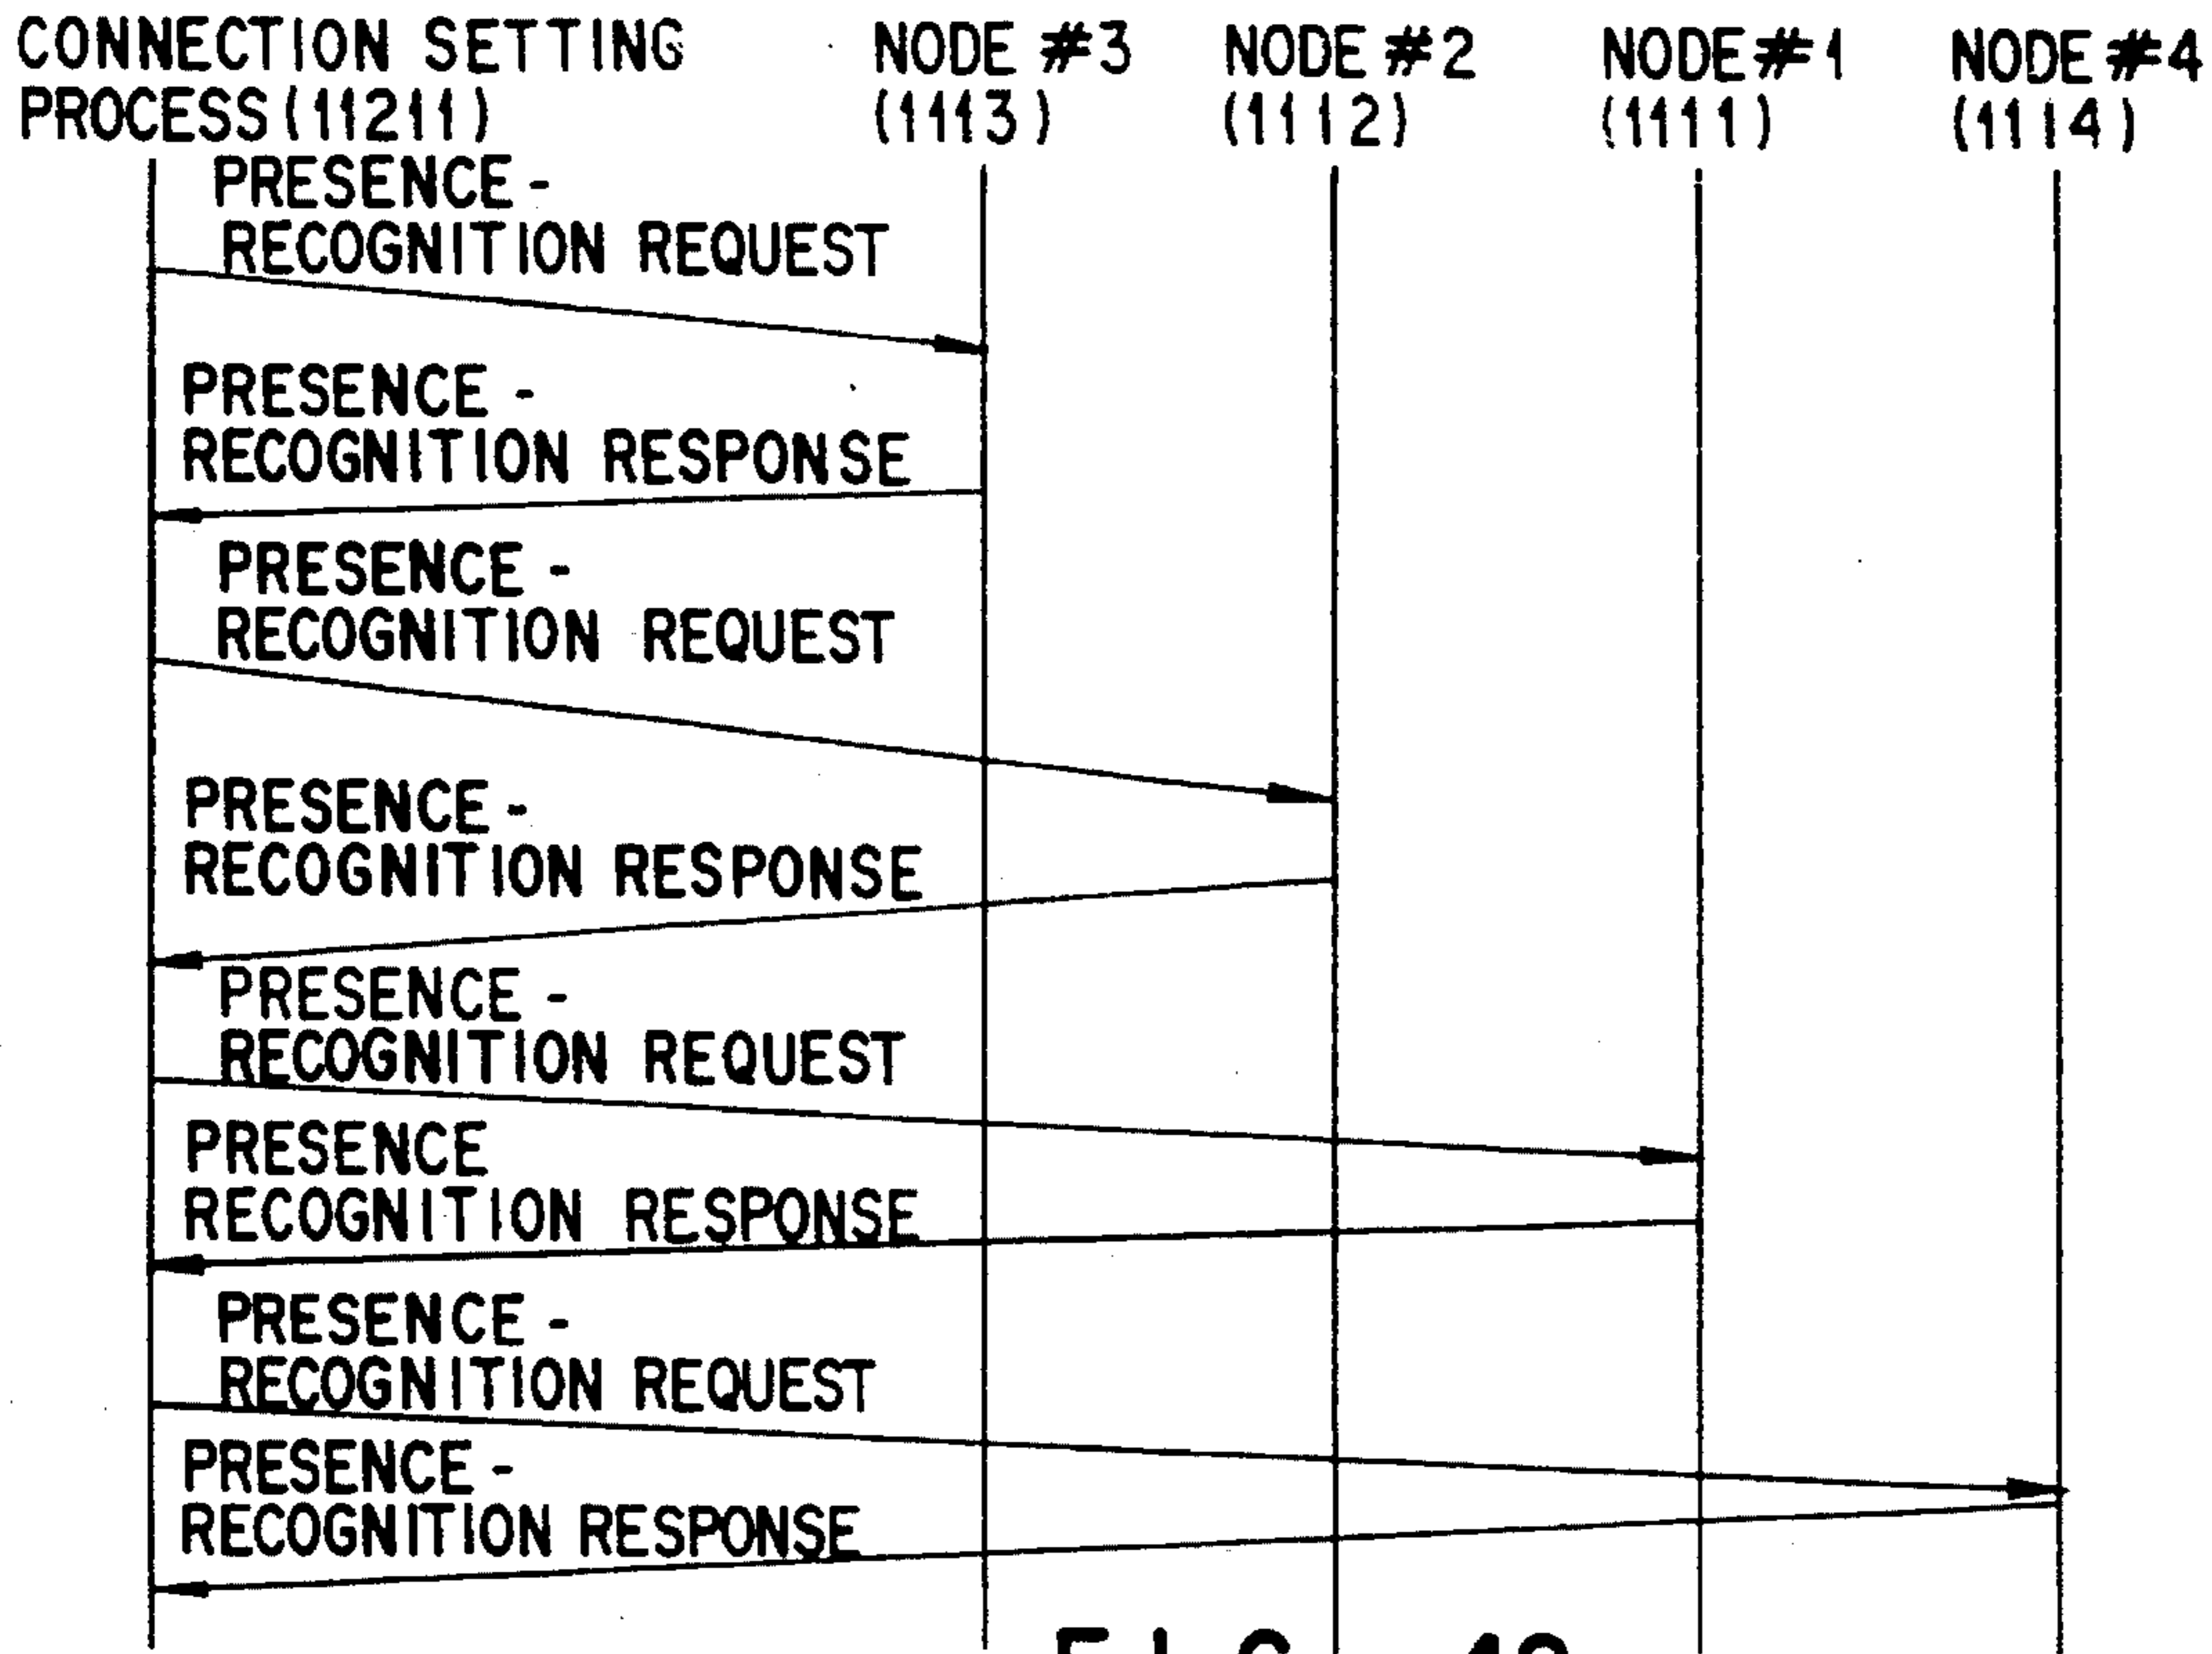 CONNECTION SETTING
PROCESS (11211)
NODE #3
(1113)
NODE #2
(1112)
NODE #1
(1111)
NODE #4
(1114)
PRESENCE -
RECOGNITION REQUEST
PRESENCE -
RECOGNITION RESPONSE
PRESENCE -
RECOGNITION REQUEST
PRESENCE -
RECOGNITION RESPONSE
PRESENCE -
RECOGNITION REQUEST
PRESENCE
RECOGNITION RESPONSE
PRESENCE -
RECOGNITION REQUEST
PRESENCE -
RECOGNITION RESPONSE